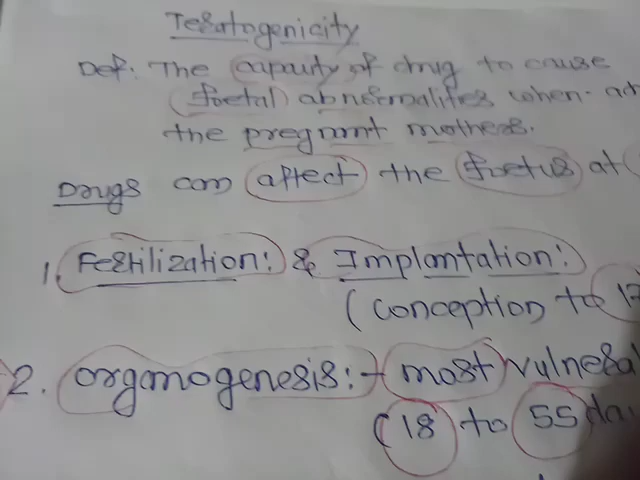 Teratogenicity
Def: The capacity of drug to cause
foetal abnormalities when ad
the pregnant mothers.
Drugs can affect the foetus at
1. Fertilization: & Implantation:
(conception to 17
2. Organogenesis:- most vulnera
(18 to 55 da